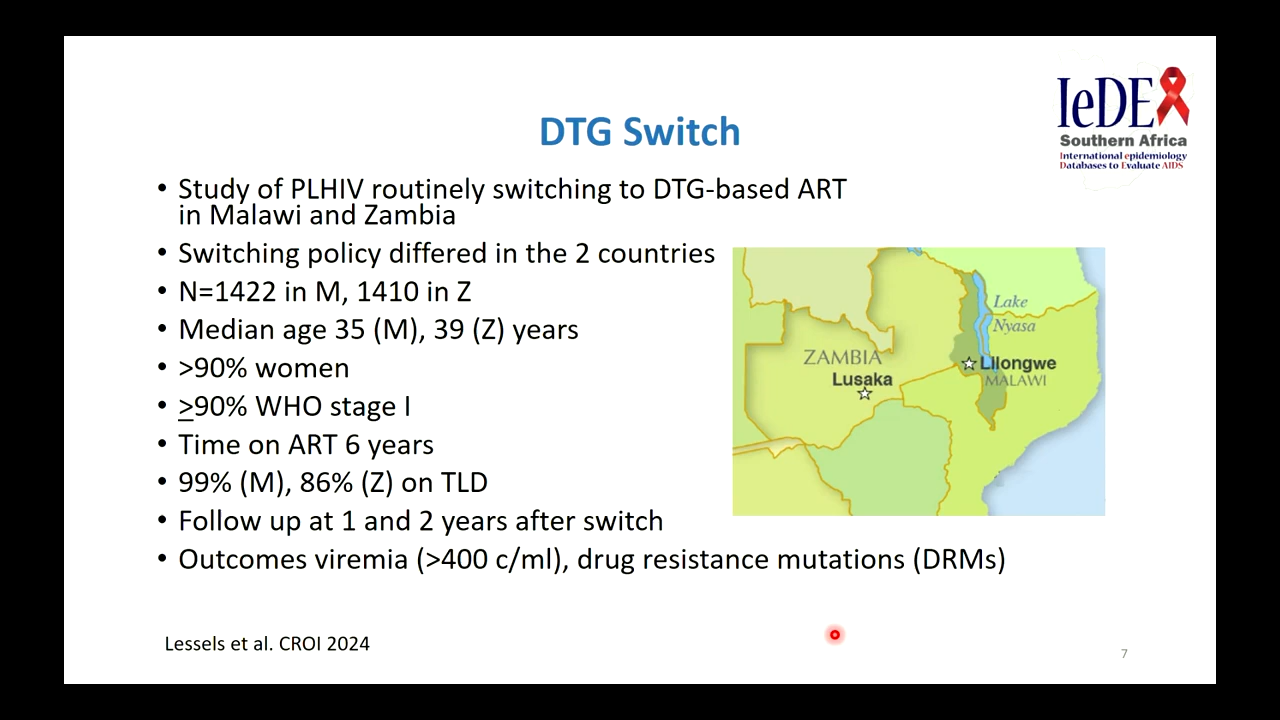 IeDEA
Southern Africa
International epidemiology
Databases to Evaluate AIDS
DTG Switch
• Study of PLHIV routinely switching to DTG-based ART
in Malawi and Zambia
• Switching policy differed in the 2 countries
• N=1422 in M, 1410 in Z
• Median age 35 (M), 39 (Z) years
• >90% women
• ≥90% WHO stage I
• Time on ART 6 years
• 99% (M), 86% (Z) on TLD
• Follow up at 1 and 2 years after switch
• Outcomes viremia (>400 c/ml), drug resistance mutations (DRMs)
Lake
Nyasa
ZAMBIA
Lusaka
Lilongwe
MALAWI
Lessels et al. CROI 2024
7